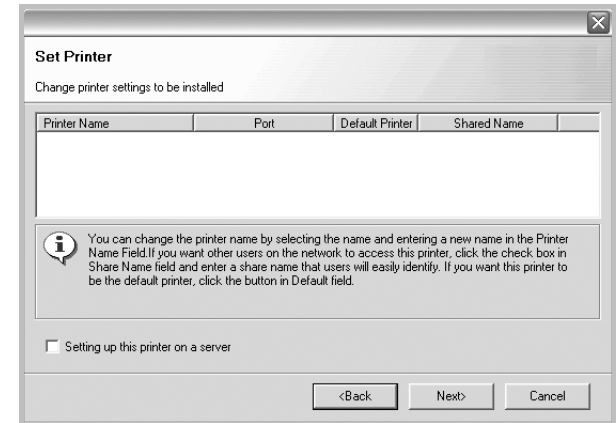 Set Printer
Change printer settings to be installed
Printer Name Port Default Printer Shared Name
You can change the printer name by selecting the name and entering a new name in the Printer
Name Field.If you want other users on the network to access this printer, click the check box in
Share Name field and enter a share name that users will easily identify. If you want this printer to
be the default printer, click the button in Default field.
Setting up this printer on a server
<Back Next> Cancel